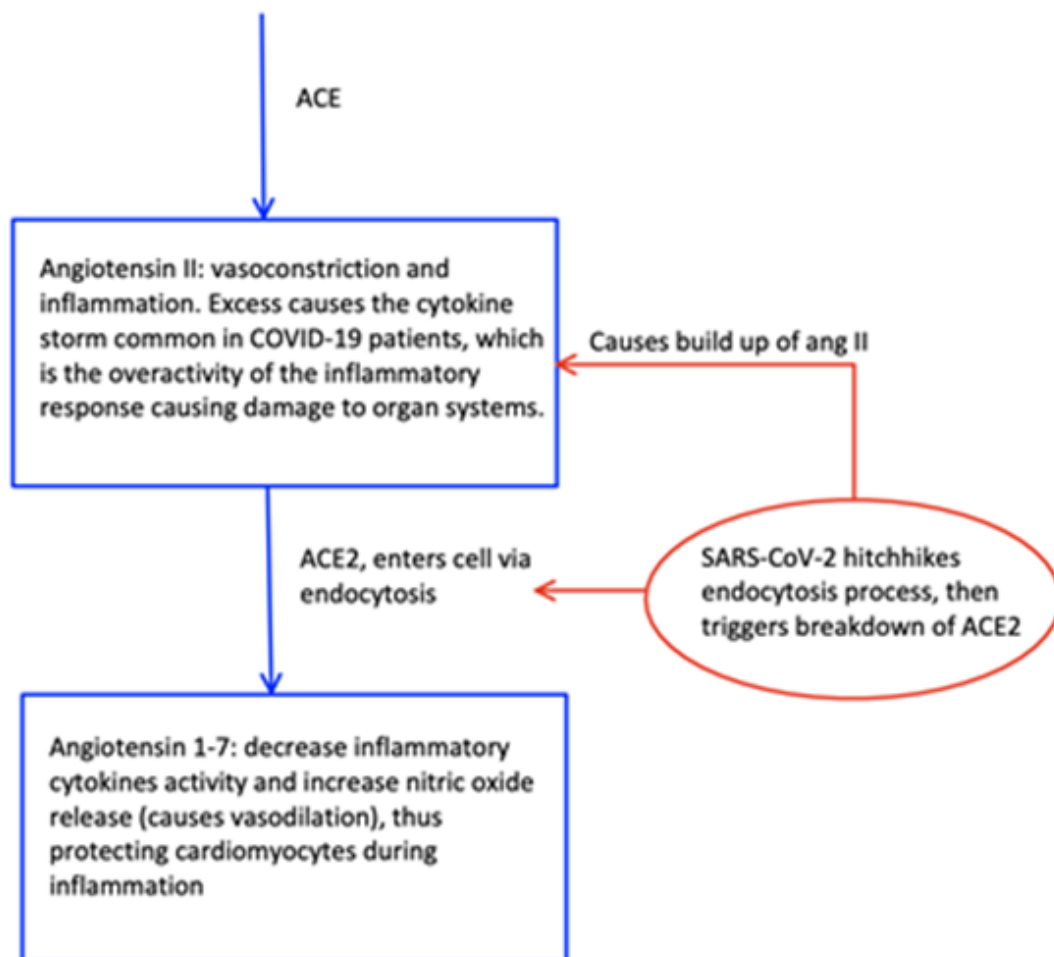 ACE
Angiotensin II: vasoconstriction and
inflammation. Excess causes the cytokine
storm common in COVID-19 patients, which
is the overactivity of the inflammatory
response causing damage to organ systems.
Causes build up of ang II
ACE2, enters cell via
endocytosis
SARS-CoV-2 hitchhikes
endocytosis process, then
triggers breakdown of ACE2
Angiotensin 1-7: decrease inflammatory
cytokines activity and increase nitric oxide
release (causes vasodilation), thus
protecting cardiomyocytes during
inflammation